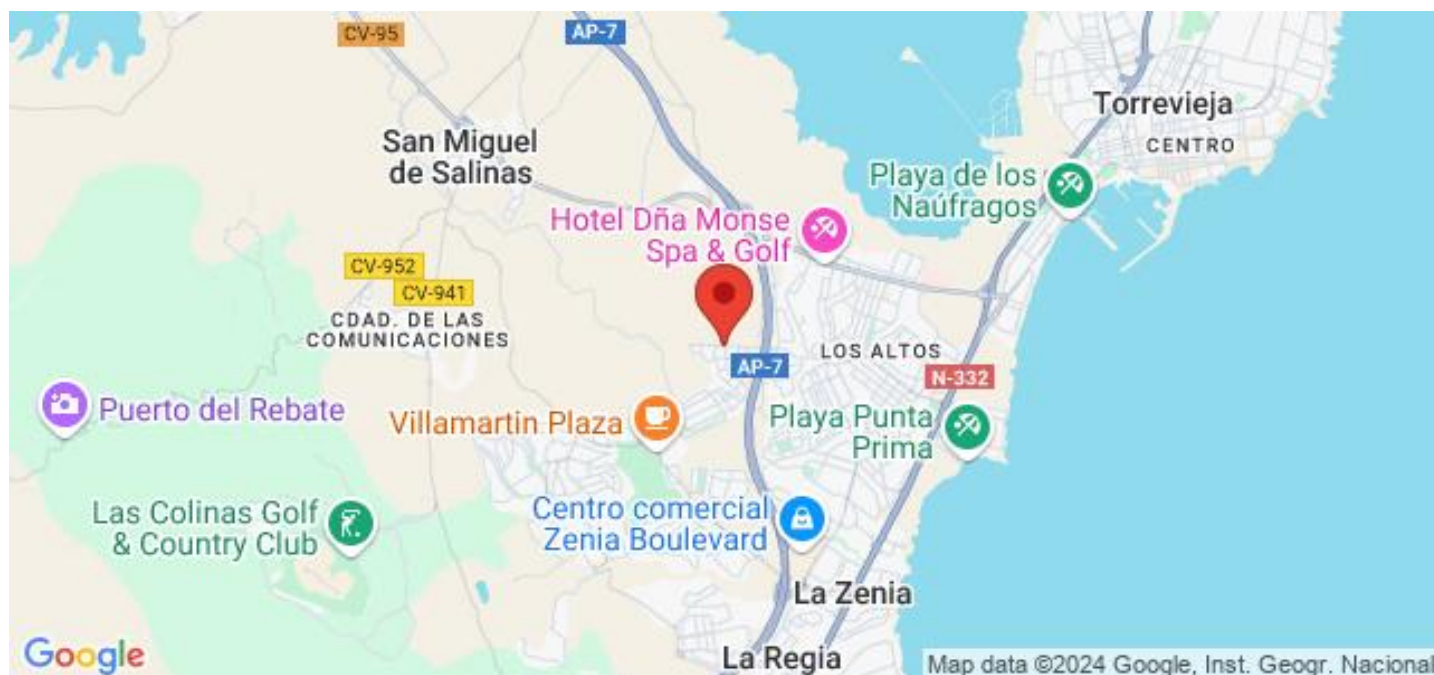 CV-95
AP-7
Torrevieja
CENTRO
San Miguel
de Salinas
Playa de los
Naúfragos
Hotel Dña Monse
Spa & Golf
CV-952
CV-941
CDAD. DE LAS
COMUNICACIONES
LOS ALTOS
AP-7
N-332
Puerto del Rebate
Villamartin Plaza
Playa Punta
Prima
Las Colinas Golf
& Country Club
Centro comercial
Zenia Boulevard
La Zenia
La Regia
Google
Map data ©2024 Google, Inst. Geogr. Nacional